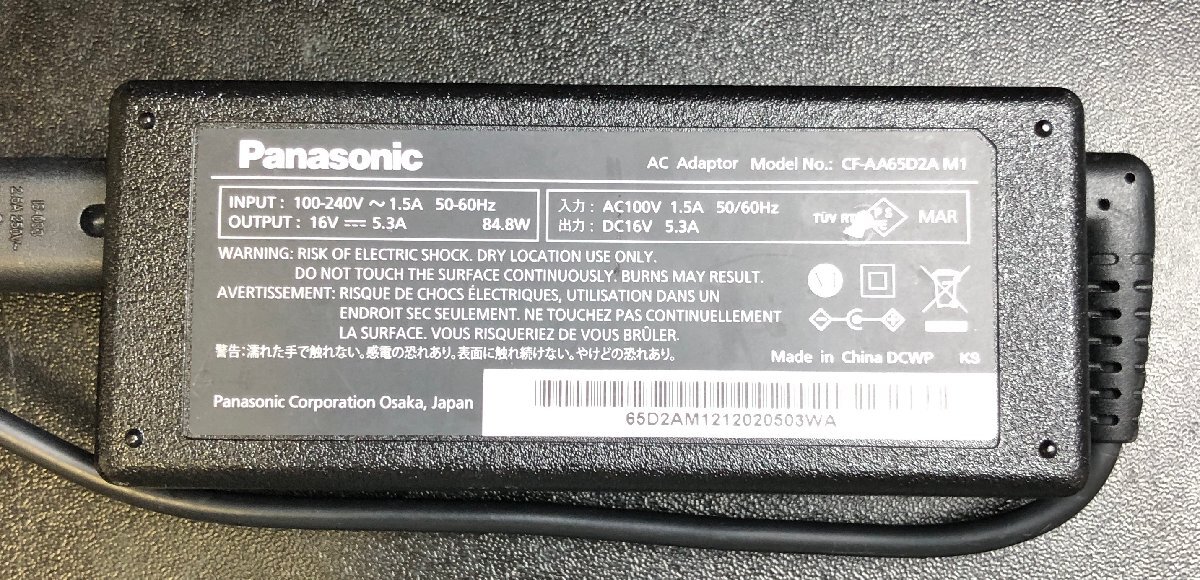 Panasonic
AC Adaptor Model No.: CF-AA65D2A M1
INPUT : 100-240V ～ 1.5A 50-60Hz
OUTPUT : 16V ⎓ 5.3A 84.8W
入力 : AC100V 1.5A 50/60Hz
出力 : DC16V 5.3A
TÜV
MAR
WARNING: RISK OF ELECTRIC SHOCK. DRY LOCATION USE ONLY.
DO NOT TOUCH THE SURFACE CONTINUOUSLY. BURNS MAY RESULT.
AVERTISSEMENT: RISQUE DE CHOCS ÉLECTRIQUES, UTILISATION DANS UN
ENDROIT SEC SEULEMENT. NE TOUCHEZ PAS CONTINUELLEMENT
LA SURFACE. VOUS RISQUERIEZ DE VOUS BRÛLER.
警告: 濡れた手で触れない。感電の恐れあり。表面に触れ続けない。やけどの恐れあり。
VI
Made in China DCWP KS
Panasonic Corporation Osaka, Japan
65D2AM1212020503WA